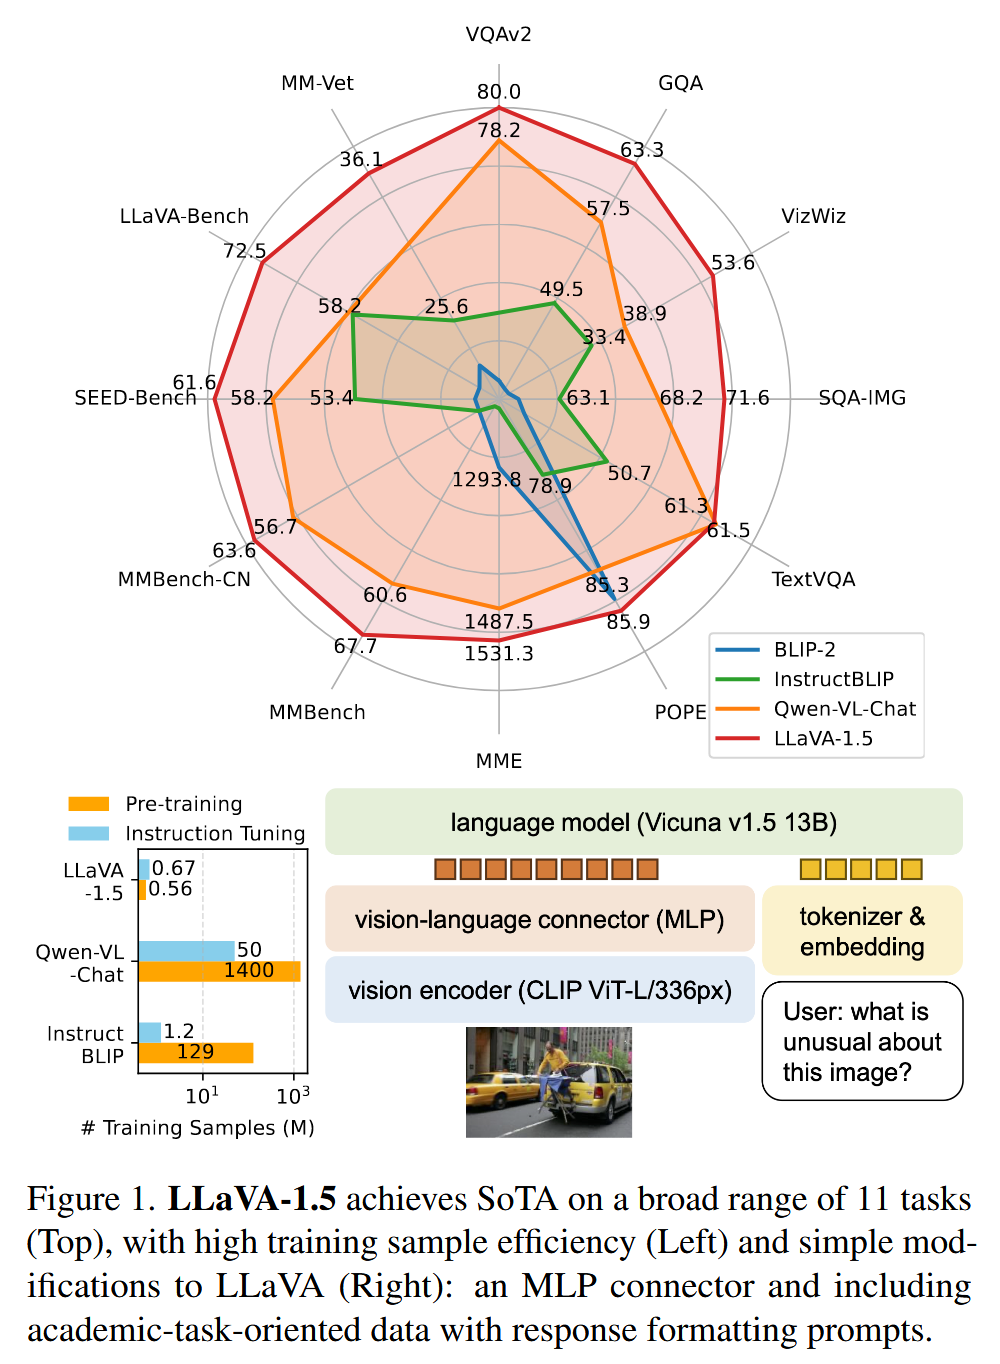 VQAv2
MM-Vet
GQA
80.0
78.2
36.1
63.3
LLaVA-Bench
57.5
VizWiz
72.5
53.6
58.2
25.6
49.5
38.9
33.4
61.6
SEED-Bench
58.2
53.4
63.1
68.2
71.6
SQA-IMG
1293.8
78.9
50.7
61.3
56.7
61.5
63.6
MMBench-CN
TextVQA
60.6
85.3
1487.5
85.9
67.7
1531.3
MMBench
POPE
MME
BLIP-2
InstructBLIP
Qwen-VL-Chat
LLaVA-1.5
Pre-training
Instruction Tuning
LLaVA
-1.5
0.67
0.56
Qwen-VL
-Chat
50
1400
Instruct
BLIP
1.2
129
10¹
10³
# Training Samples (M)
language model (Vicuna v1.5 13B)
vision-language connector (MLP)
tokenizer &
embedding
vision encoder (CLIP ViT-L/336px)
User: what is
unusual about
this image?
Figure 1. LLaVA-1.5 achieves SoTA on a broad range of 11 tasks
(Top), with high training sample efficiency (Left) and simple mod-
ifications to LLaVA (Right): an MLP connector and including
academic-task-oriented data with response formatting prompts.